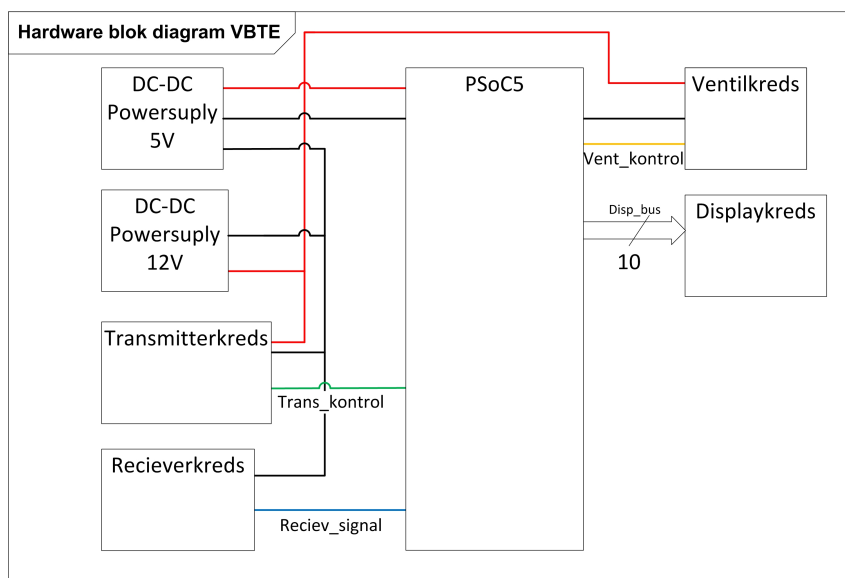 Hardware blok diagram VBTE
DC-DC
Powersuply
5V
PSoC5
Ventilkreds
Vent_kontrol
DC-DC
Powersuply
12V
Disp_bus
10
Displaykreds
Transmitterkreds
Trans_kontrol
Recieverkreds
Reciev_signal